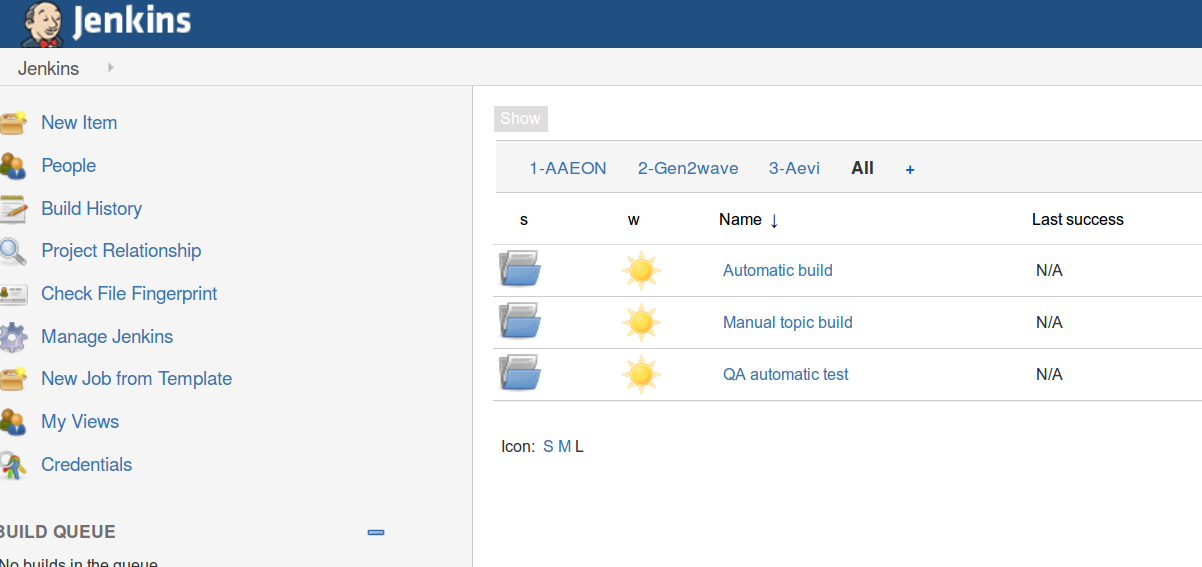 Jenkins
Jenkins
New Item
People
Build History
Project Relationship
Check File Fingerprint
Manage Jenkins
New Job from Template
My Views
Credentials
BUILD QUEUE
No builds in the queue.
Show
1-AAEON 2-Gen2wave 3-Aevi All +
s w Name ↓ Last success
Automatic build N/A
Manual topic build N/A
QA automatic test N/A
Icon: S M L